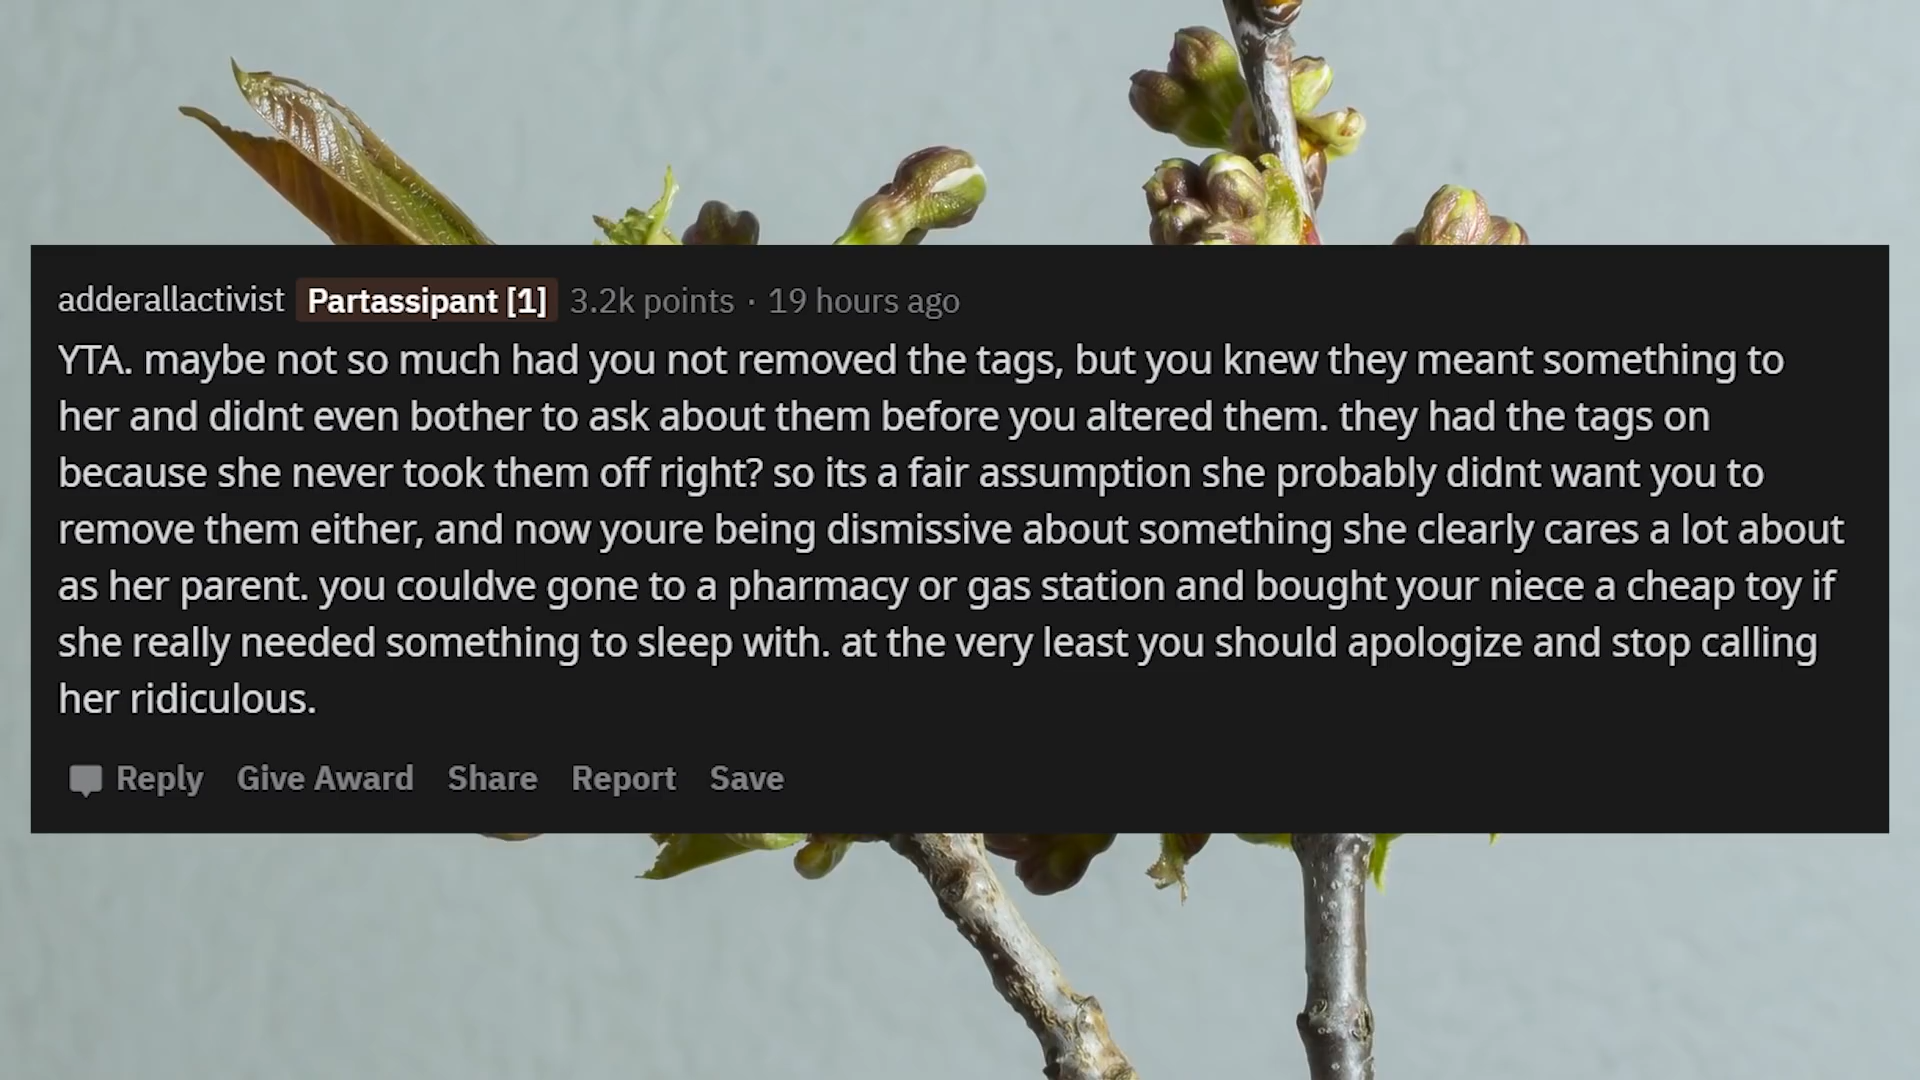 adderallactivist Partassipant [1] 3.2k points · 19 hours ago
YTA. maybe not so much had you not removed the tags, but you knew they meant something to
her and didnt even bother to ask about them before you altered them. they had the tags on
because she never took them off right? so its a fair assumption she probably didnt want you to
remove them either, and now youre being dismissive about something she clearly cares a lot about
as her parent. you couldve gone to a pharmacy or gas station and bought your niece a cheap toy if
she really needed something to sleep with. at the very least you should apologize and stop calling
her ridiculous.
Reply Give Award Share Report Save